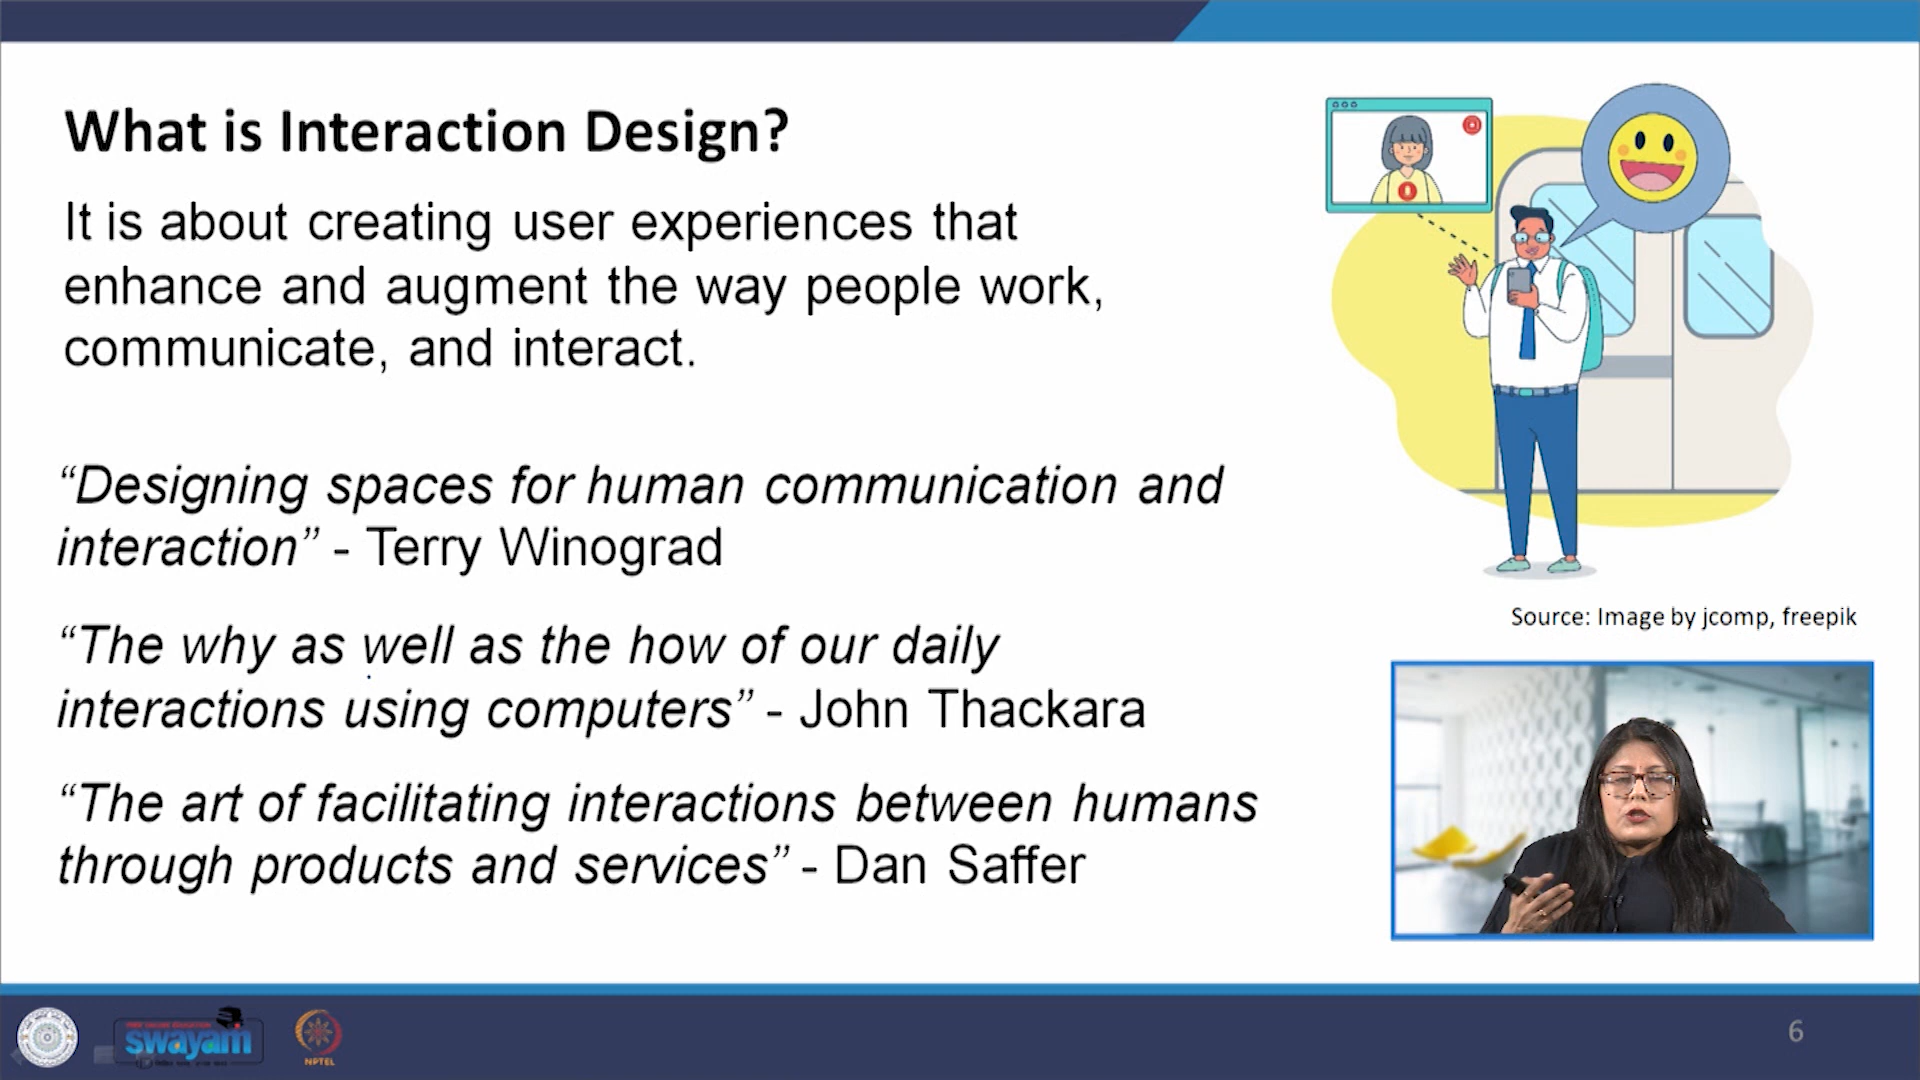 What is Interaction Design?
It is about creating user experiences that
enhance and augment the way people work,
communicate, and interact.
“Designing spaces for human communication and
interaction” - Terry Winograd
“The why as well as the how of our daily
interactions using computers” - John Thackara
“The art of facilitating interactions between humans
through products and services” - Dan Saffer
Source: Image by jcomp, freepik
swayam
NPTEL
6